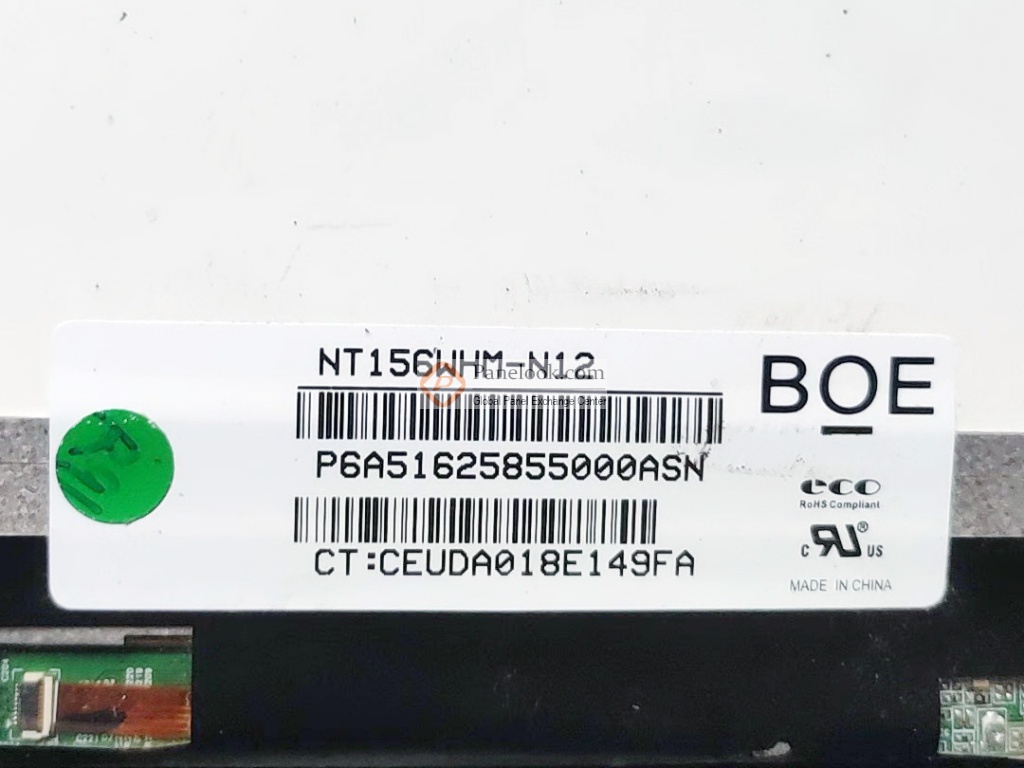 NT156WHM-N12
Panelook.com
Global Panel Exchange Center
P6A51625855000ASN
CT:CEUDA018E149FA
BOE
eco
RoHS Compliant
c RU ® US
MADE IN CHINA